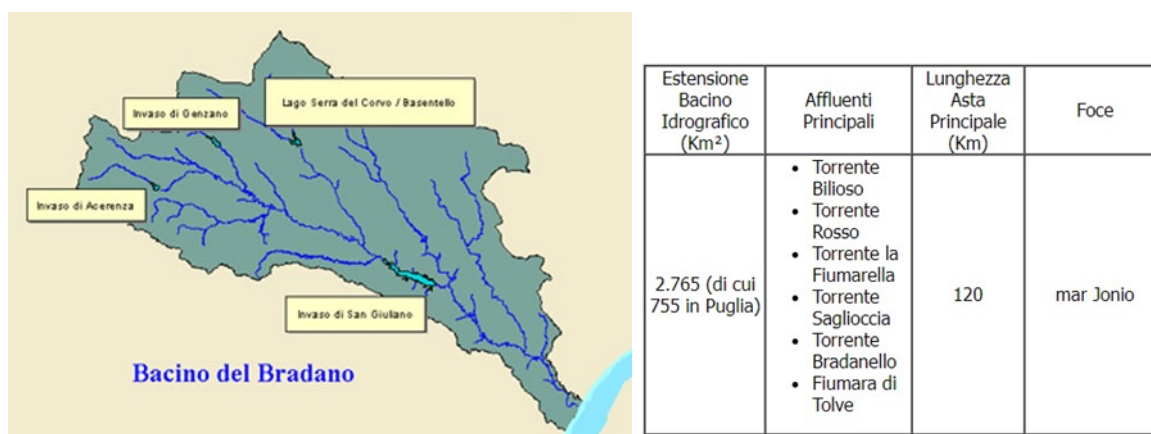 Lago Serra del Corvo / Basentello
Invaso di Genzano
Invaso di Acerenza
Invaso di San Giuliano
Bacino del Bradano
Estensione
Bacino
Idrografico
(Km²)
Affluenti
Principali
Lunghezza
Asta
Principale
(Km)
Foce
2.765 (di cui
755 in Puglia)
• Torrente
Bilioso
• Torrente
Rosso
• Torrente la
Fiumarella
• Torrente
Saglioccia
• Torrente
Bradanello
• Fiumara di
Tolve
120
mar Jonio